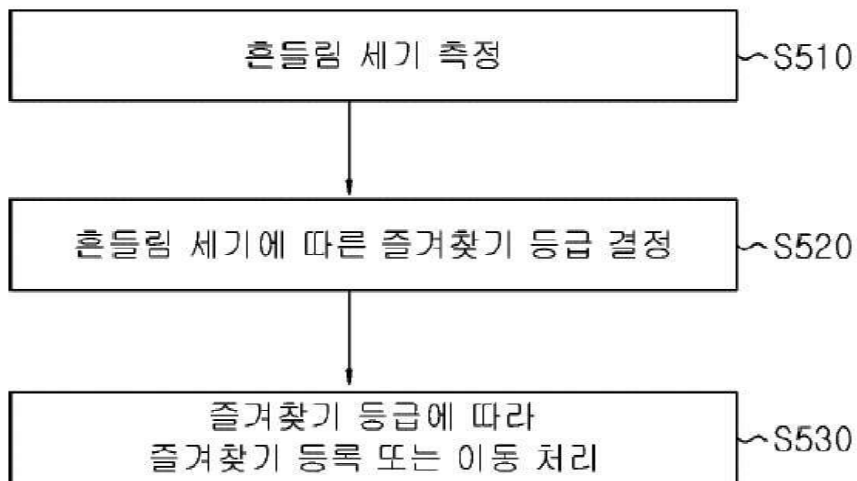 흔들림 세기 측정
S510
흔들림 세기에 따른 즐겨찾기 등급 결정
S520
즐겨찾기 등급에 따라
즐겨찾기 등록 또는 이동 처리
S530